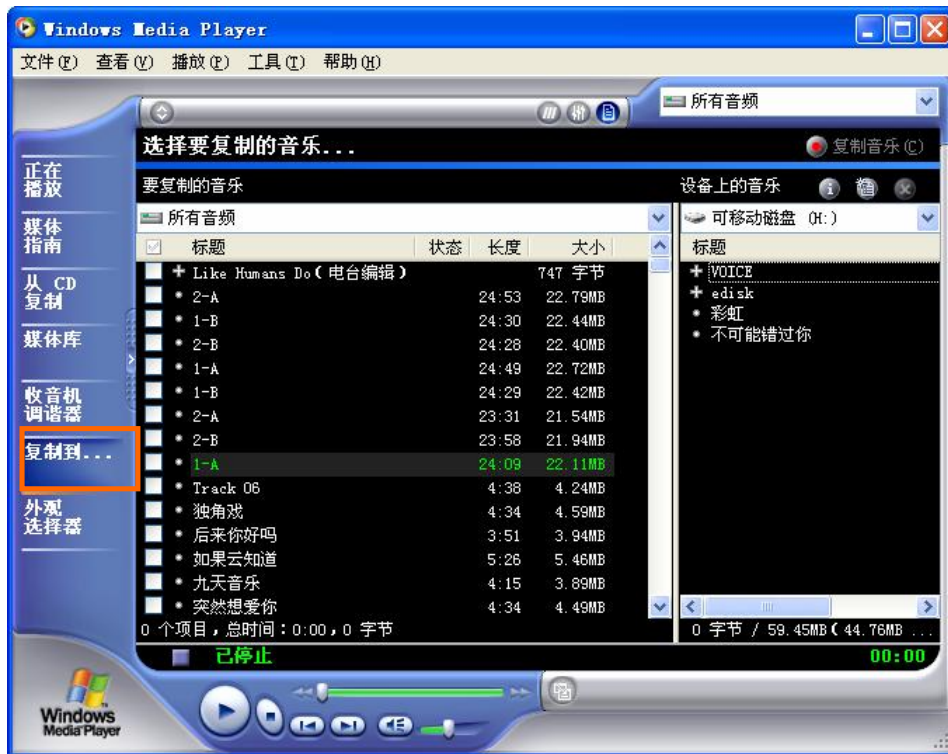 Windows Media Player
文件(F) 查看(V) 播放(P) 工具(T) 帮助(H)
所有音频
选择要复制的音乐...
复制音乐(C)
正在
播放
媒体
指南
从 CD
复制
媒体库
收音机
调谐器
复制到...
外观
选择器
要复制的音乐
所有音频
标题 状态 长度 大小
Like Humans Do(电台编辑) 747 字节
2-A 24:53 22.79MB
1-B 24:30 22.44MB
2-B 24:28 22.40MB
1-A 24:49 22.72MB
1-B 24:29 22.42MB
2-A 23:31 21.54MB
2-B 23:58 21.94MB
1-A 24:09 22.11MB
Track 06 4:38 4.24MB
独角戏 4:34 4.59MB
后来你好吗 3:51 3.94MB
如果云知道 5:26 5.46MB
九天音乐 4:15 3.89MB
突然想爱你 4:34 4.49MB
0 个项目,总时间:0:00,0 字节
设备上的音乐
可移动磁盘 (H:)
标题
VOICE
edisk
彩虹
不可能错过你
0 字节 / 59.45MB(44.76MB ...
已停止 00:00
Windows
Media Player